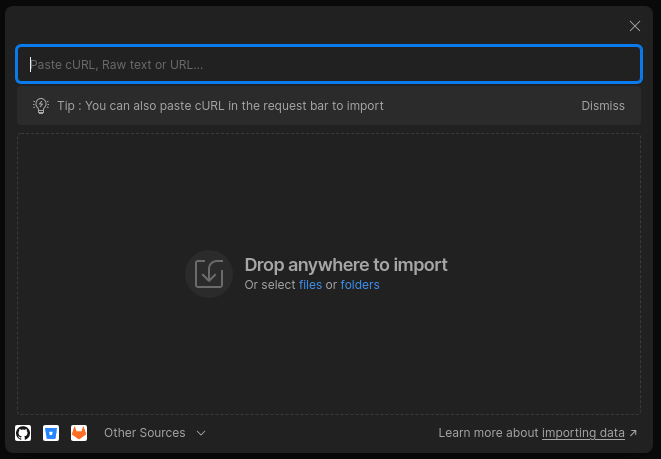 Paste cURL, Raw text or URL...
Tip : You can also paste cURL in the request bar to import Dismiss
Drop anywhere to import
Or select files or folders
Other Sources Learn more about importing data ↗